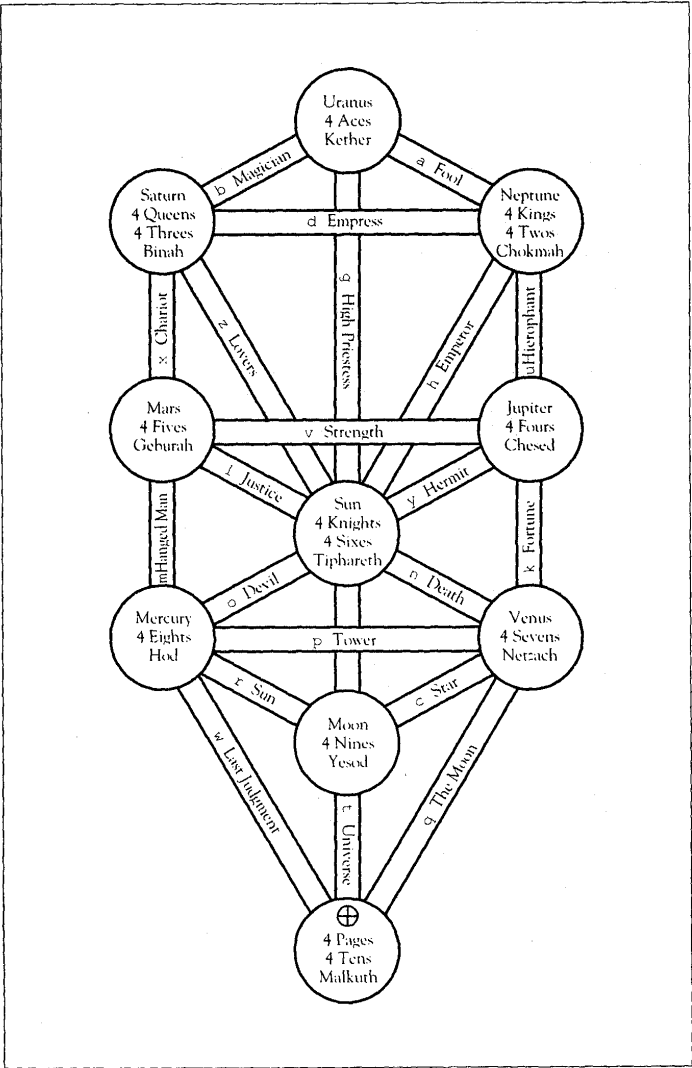 Uranus
4 Aces
Kether
b Magician
a Fool
Saturn
4 Queens
4 Threes
Binah
d Empress
Neptune
4 Kings
4 Twos
Chokmah
g High Priestess
x Chariot
z Lovers
h Emperor
uHierophant
Mars
4 Fives
Geburah
v Strength
Jupiter
4 Fours
Chesed
l Justice
y Hermit
Sun
4 Knights
4 Sixes
Tiphareth
mHanged Man
k Fortune
o Devil
n Death
Mercury
4 Eights
Hod
p Tower
Venus
4 Sevens
Netzach
r Sun
c Star
Moon
4 Nines
Yesod
w Last Judgment
t Universe
q The Moon
4 Pages
4 Tens
Malkuth